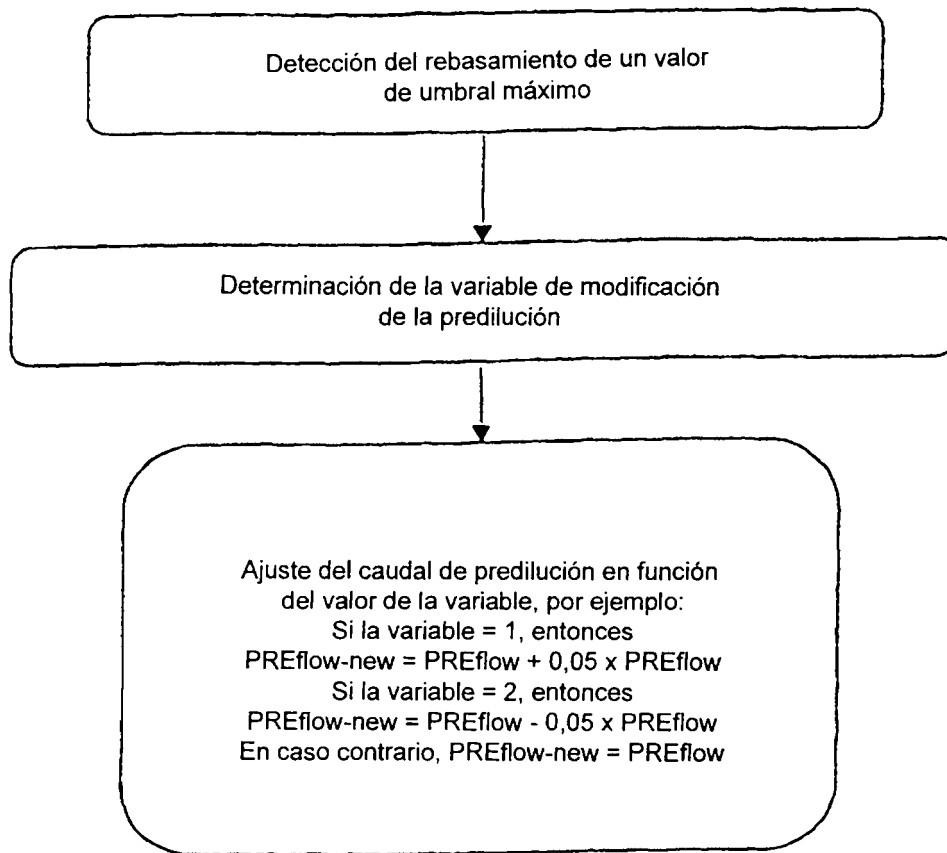 Detección del rebasamiento de un valor
de umbral máximo
Determinación de la variable de modificación
de la predilución
Ajuste del caudal de predilución en función
del valor de la variable, por ejemplo:
Si la variable = 1, entonces
PREflow-new = PREflow + 0,05 x PREflow
Si la variable = 2, entonces
PREflow-new = PREflow - 0,05 x PREflow
En caso contrario, PREflow-new = PREflow